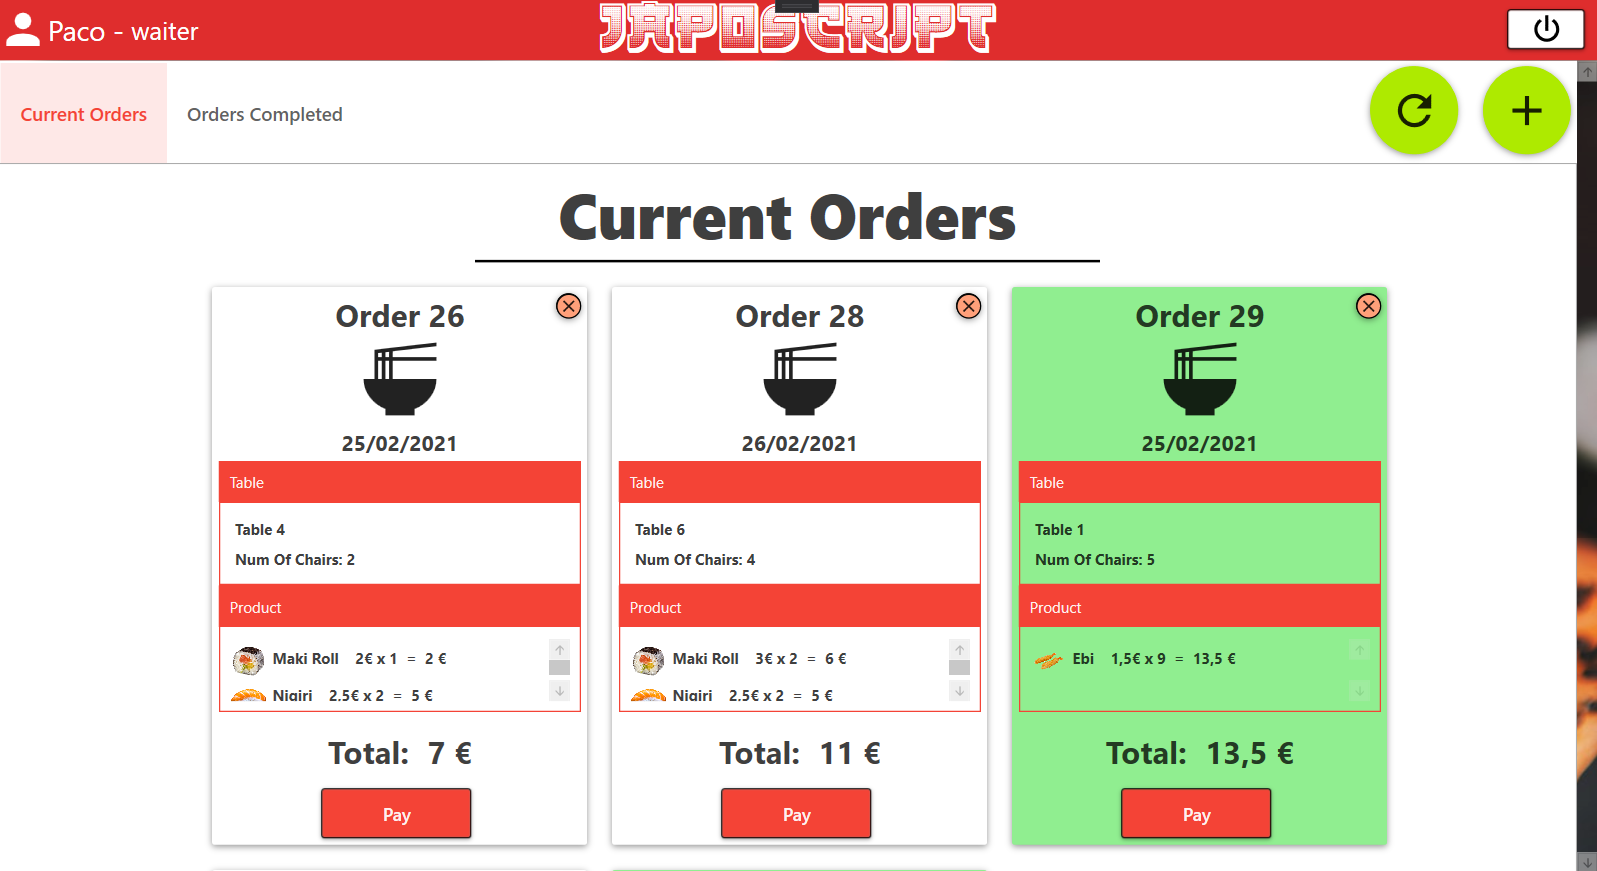 Paco - waiter
JAPOSCRIPT
Current Orders
Orders Completed
Current Orders
Order 26
25/02/2021
Table
Table 4
Num Of Chairs: 2
Product
Maki Roll 2€ x 1 = 2 €
Nigiri 2.5€ x 2 = 5 €
Total: 7 €
Pay
Order 28
26/02/2021
Table
Table 6
Num Of Chairs: 4
Product
Maki Roll 3€ x 2 = 6 €
Nigiri 2.5€ x 2 = 5 €
Total: 11 €
Pay
Order 29
25/02/2021
Table
Table 1
Num Of Chairs: 5
Product
Ebi 1,5€ x 9 = 13,5 €
Total: 13,5 €
Pay